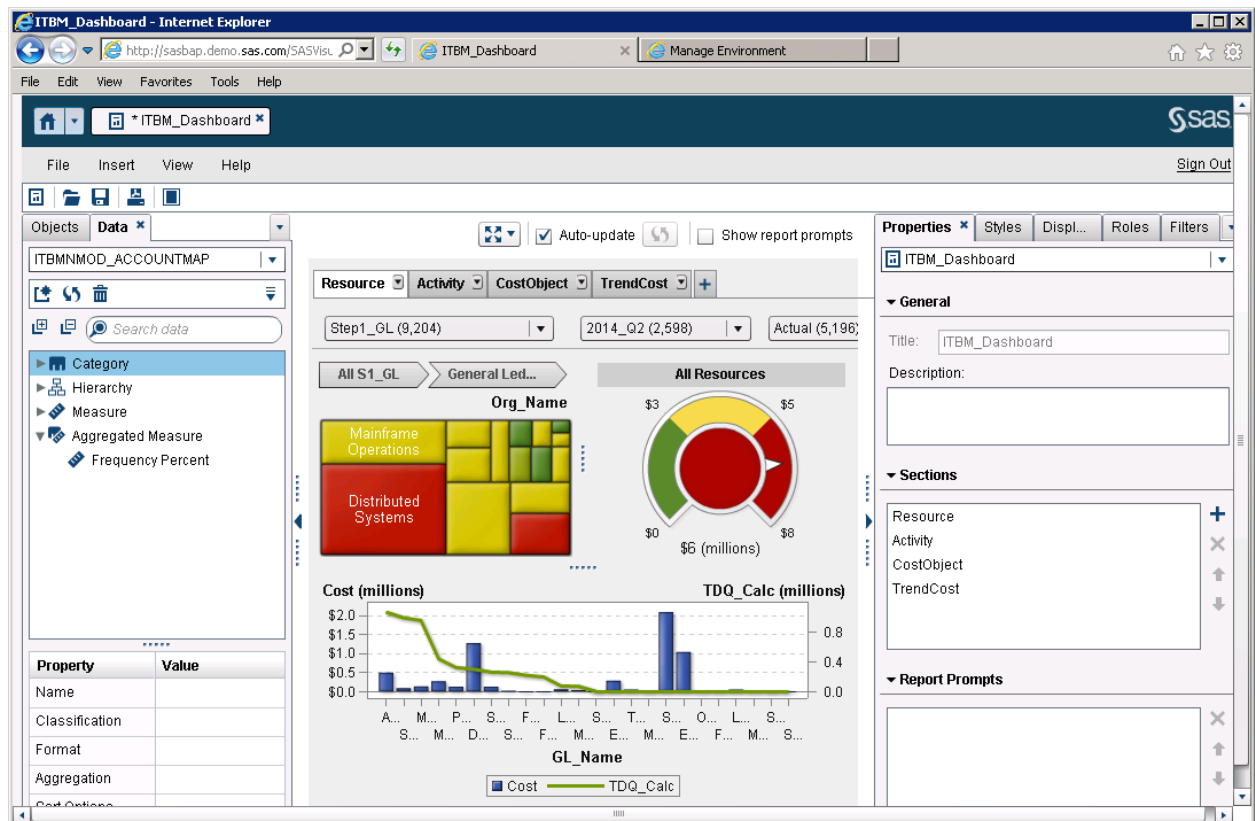 ITBM_Dashboard - Internet Explorer
http://sasbap.demo.sas.com/SASVisu
ITBM_Dashboard
Manage Environment
File Edit View Favorites Tools Help
* ITBM_Dashboard
sas
File Insert View Help
Sign Out
Objects Data
ITBMNMOD_ACCOUNTMAP
Search data
Category
Hierarchy
Measure
Aggregated Measure
Frequency Percent
Property Value
Name
Classification
Format
Aggregation
Sort Options
Auto-update
Show report prompts
Resource Activity CostObject TrendCost
Step1_GL (9,204)
2014_Q2 (2,598)
Actual (5,196)
All S1_GL
General Led...
Org_Name
Mainframe
Operations
Distributed
Systems
All Resources
$3 $5
$0 $8
$6 (millions)
Cost (millions) TDQ_Calc (millions)
$2.0
$1.5
$1.0
$0.5
$0.0
0.8
0.4
0.0
A... M... P... S... F... L... S... T... S... O... L... S...
S... M... D... S... F... M... E... M... E... F... M... S...
GL_Name
Cost TDQ_Calc
Properties Styles Displ... Roles Filters
ITBM_Dashboard
General
Title: ITBM_Dashboard
Description:
Sections
Resource
Activity
CostObject
TrendCost
Report Prompts